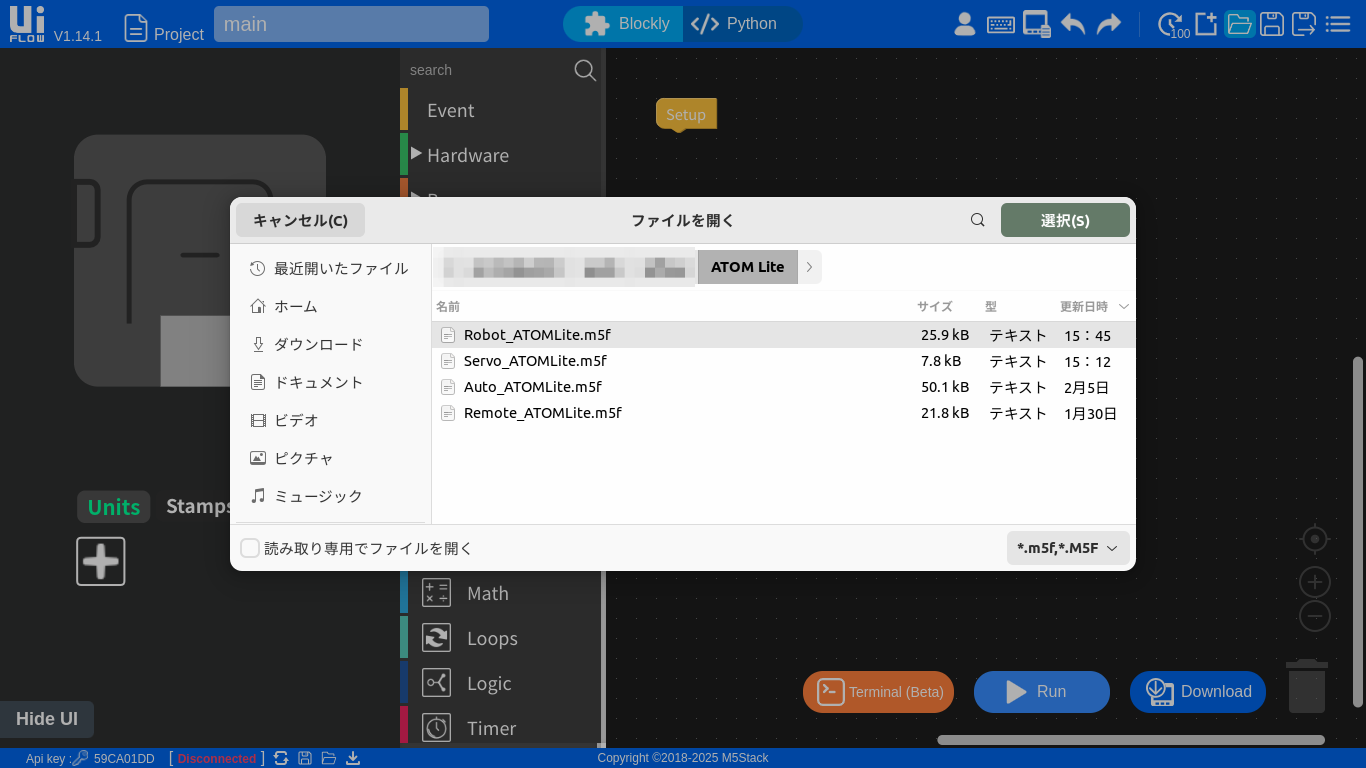 Ui FLOW V1.14.1 Project main Blockly Python 100
search
Event
Setup
Hardware
キャンセル(C) ファイルを開く 選択(S)
最近開いたファイル
ホーム
ダウンロード
ドキュメント
ビデオ
ピクチャ
ミュージック
ATOM Lite
名前 サイズ 型 更新日時
Robot_ATOMLite.m5f 25.9 kB テキスト 15：45
Servo_ATOMLite.m5f 7.8 kB テキスト 15：12
Auto_ATOMLite.m5f 50.1 kB テキスト 2月5日
Remote_ATOMLite.m5f 21.8 kB テキスト 1月30日
読み取り専用でファイルを開く *.m5f,*.M5F
Units Stamps
Math
Loops
Logic
Timer
Terminal (Beta) Run Download
Hide UI
Api key : 59CA01DD [ Disconnected ] Copyright ©2018-2025 M5Stack